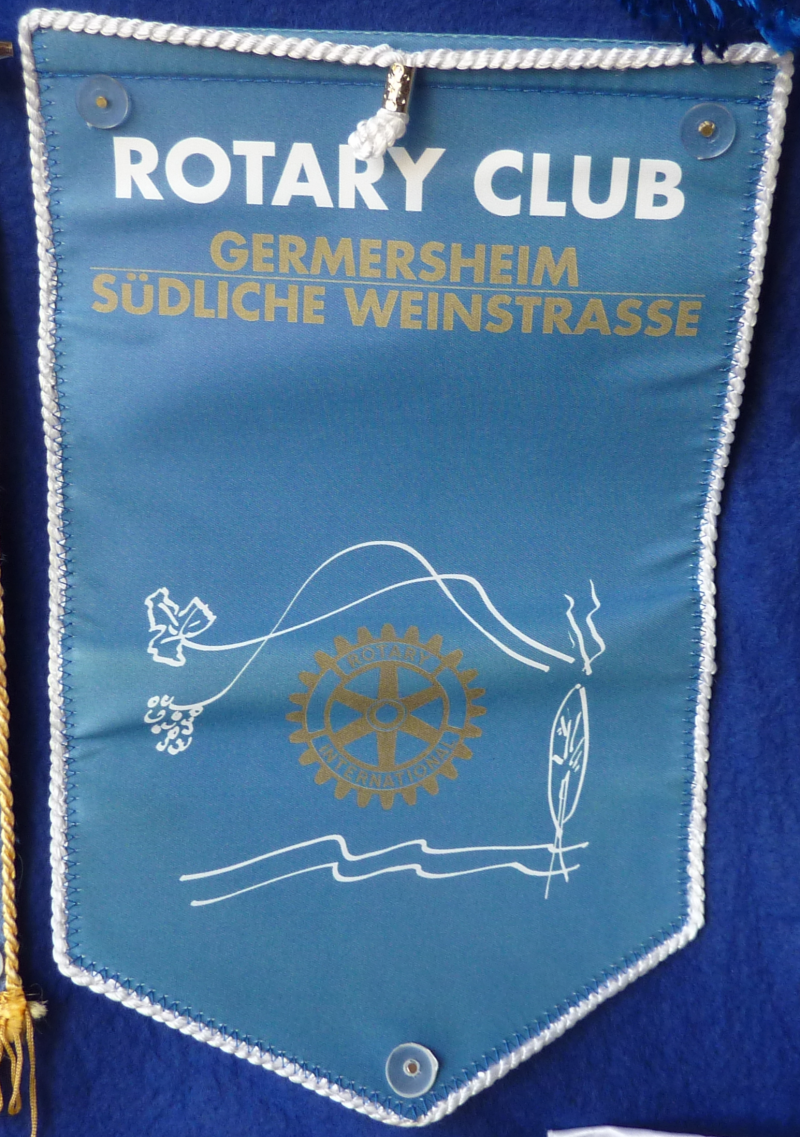 ROTARY CLUB
GERMERSHEIM
SÜDLICHE WEINSTRASSE
ROTARY
INTERNATIONAL